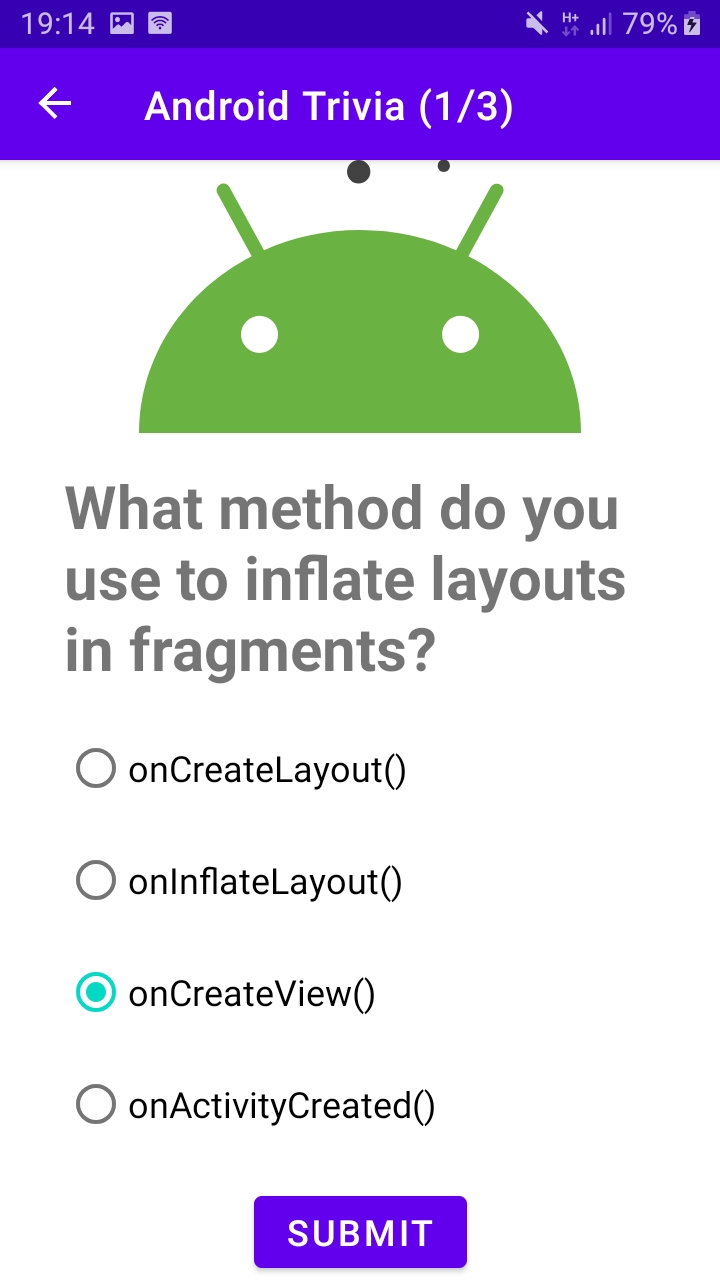 19:14 H+ 79%
Android Trivia (1/3)
What method do you
use to inflate layouts
in fragments?
onCreateLayout()
onInflateLayout()
onCreateView()
onActivityCreated()
SUBMIT